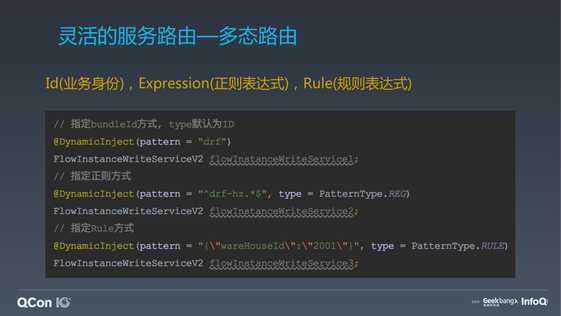 灵活的服务路由—多态路由
Id(业务身份)，Expression(正则表达式)，Rule(规则表达式)
// 指定bundleId方式, type默认为ID
@DynamicInject(pattern = "drf")
FlowInstanceWriteServiceV2 flowInstanceWriteService1;
// 指定正则方式
@DynamicInject(pattern = "^drf-hz.*$", type = PatternType.REG)
FlowInstanceWriteServiceV2 flowInstanceWriteService2;
// 指定Rule方式
@DynamicInject(pattern = "{\"wareHouseId\":\"2001\"}", type = PatternType.RULE)
FlowInstanceWriteServiceV2 flowInstanceWriteService3;
QCon
Geekbang> InfoQ